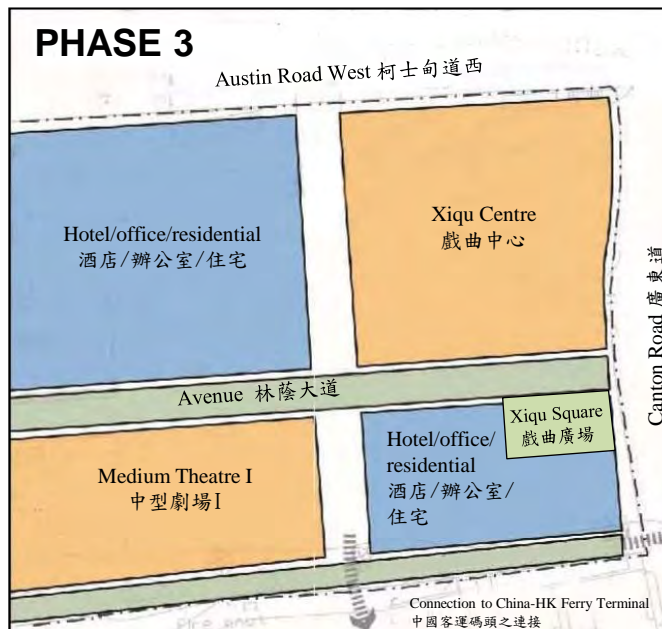 PHASE 3
Austin Road West 柯士甸道西
Hotel/office/residential
酒店/辦公室/住宅
Xiqu Centre
戲曲中心
Canton Road 廣東道
Avenue 林蔭大道
Xiqu Square
戲曲廣場
Medium Theatre I
中型劇場I
Hotel/office/
residential
酒店/辦公室/
住宅
Connection to China-HK Ferry Terminal
中國客運碼頭之連接